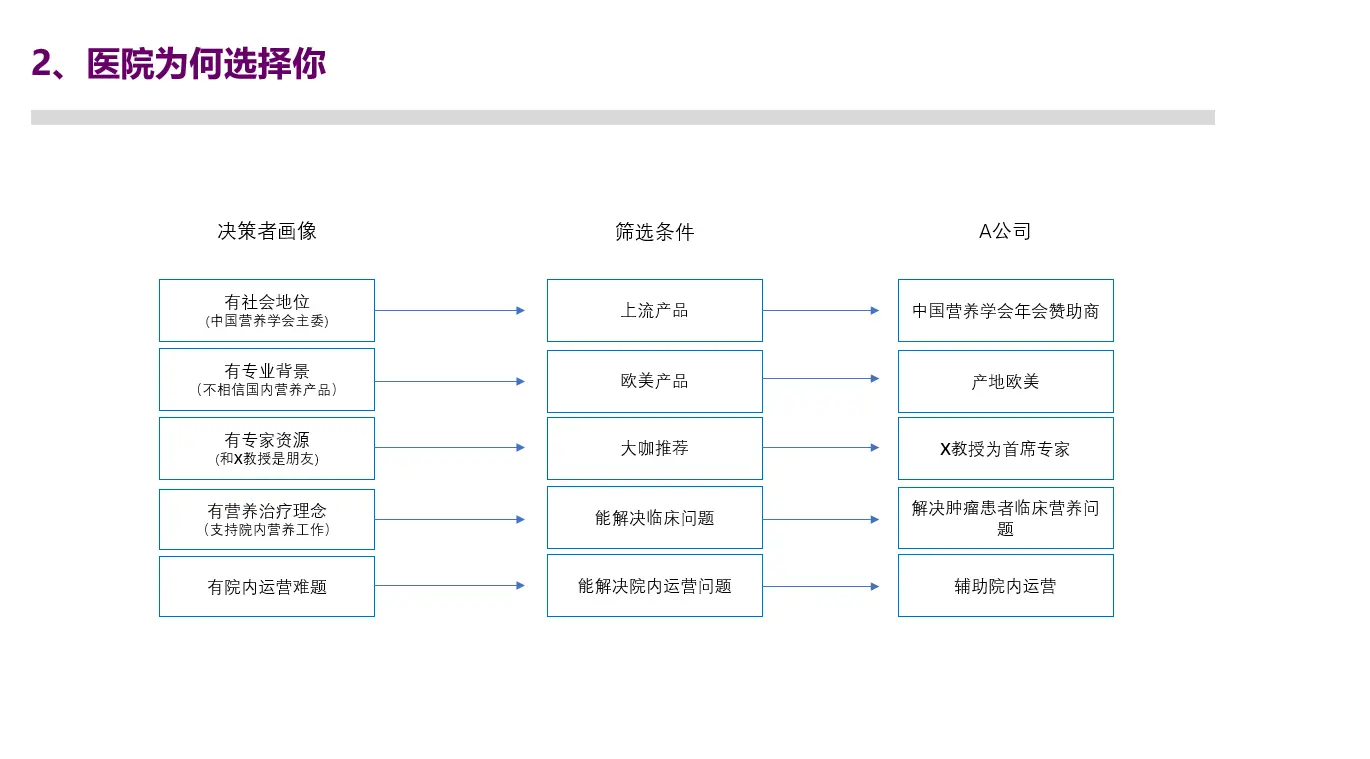 2、医院为何选择你
决策者画像
筛选条件
A公司
有社会地位
(中国营养学会主委)
上流产品
中国营养学会年会赞助商
有专业背景
（不相信国内营养产品）
欧美产品
产地欧美
有专家资源
(和X教授是朋友)
大咖推荐
X教授为首席专家
有营养治疗理念
（支持院内营养工作）
能解决临床问题
解决肿瘤患者临床营养问
题
有院内运营难题
能解决院内运营问题
辅助院内运营